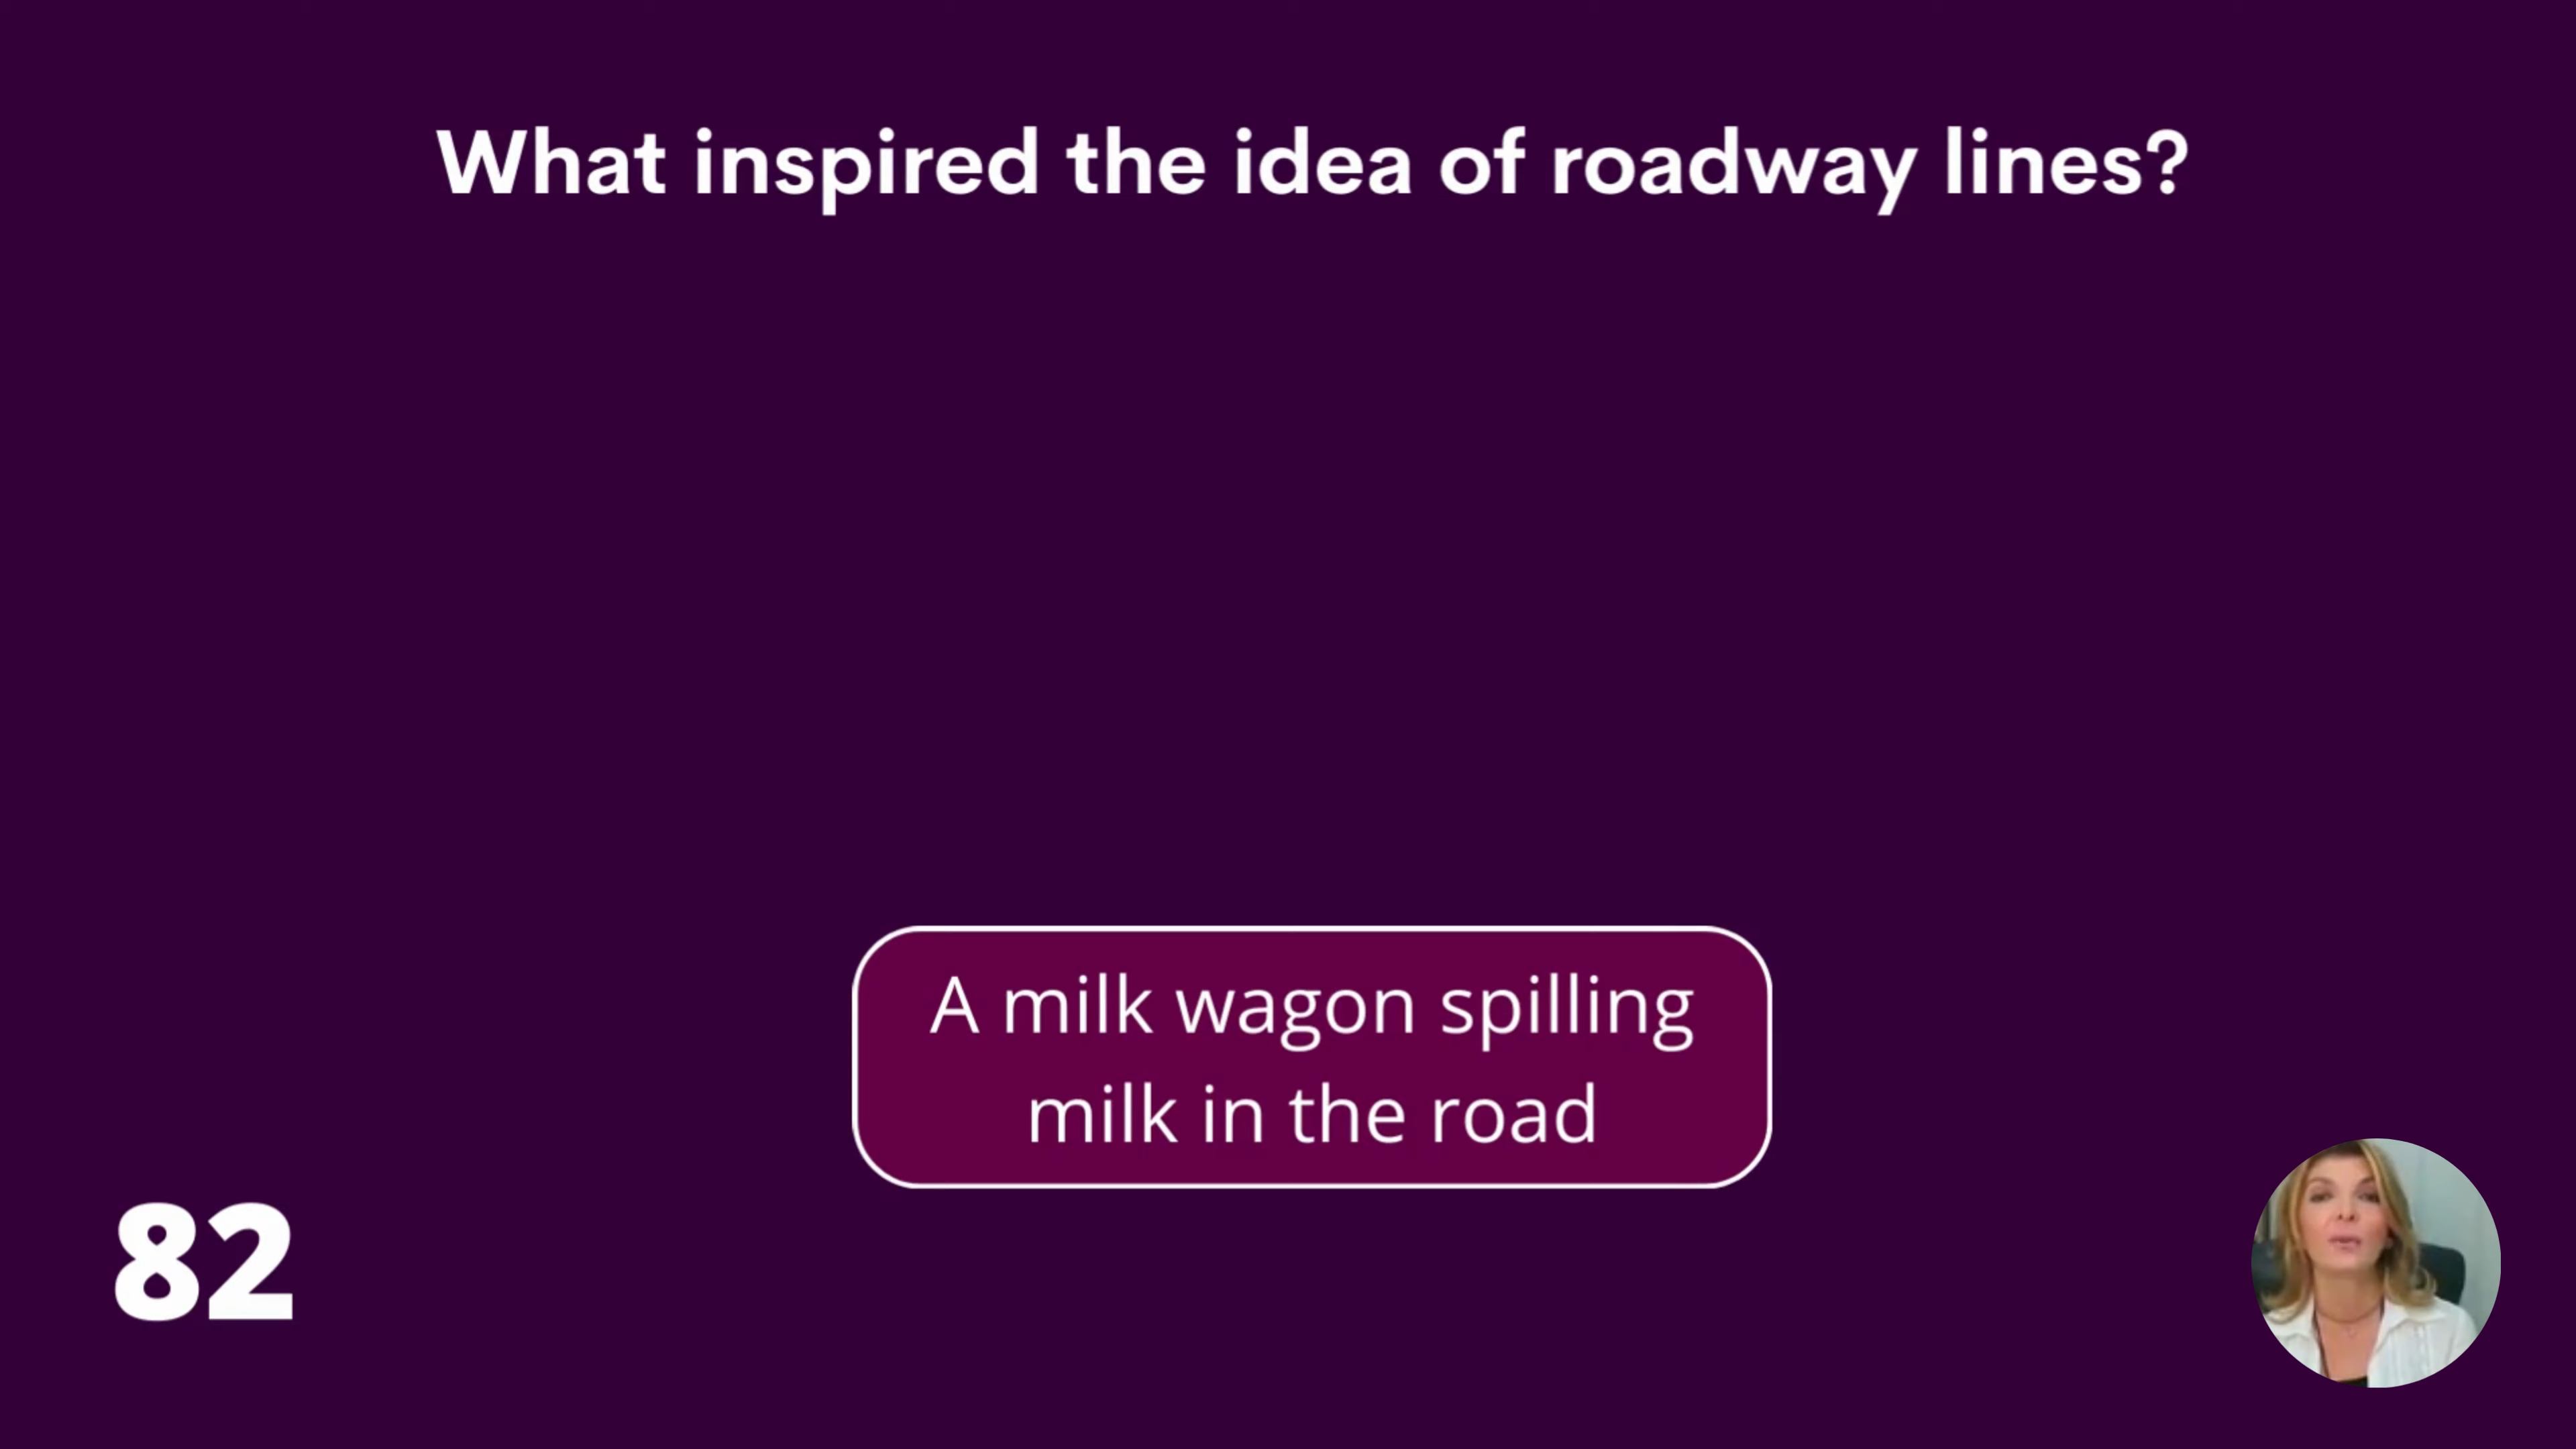 What inspired the idea of roadway lines?
A milk wagon spilling
milk in the road
82